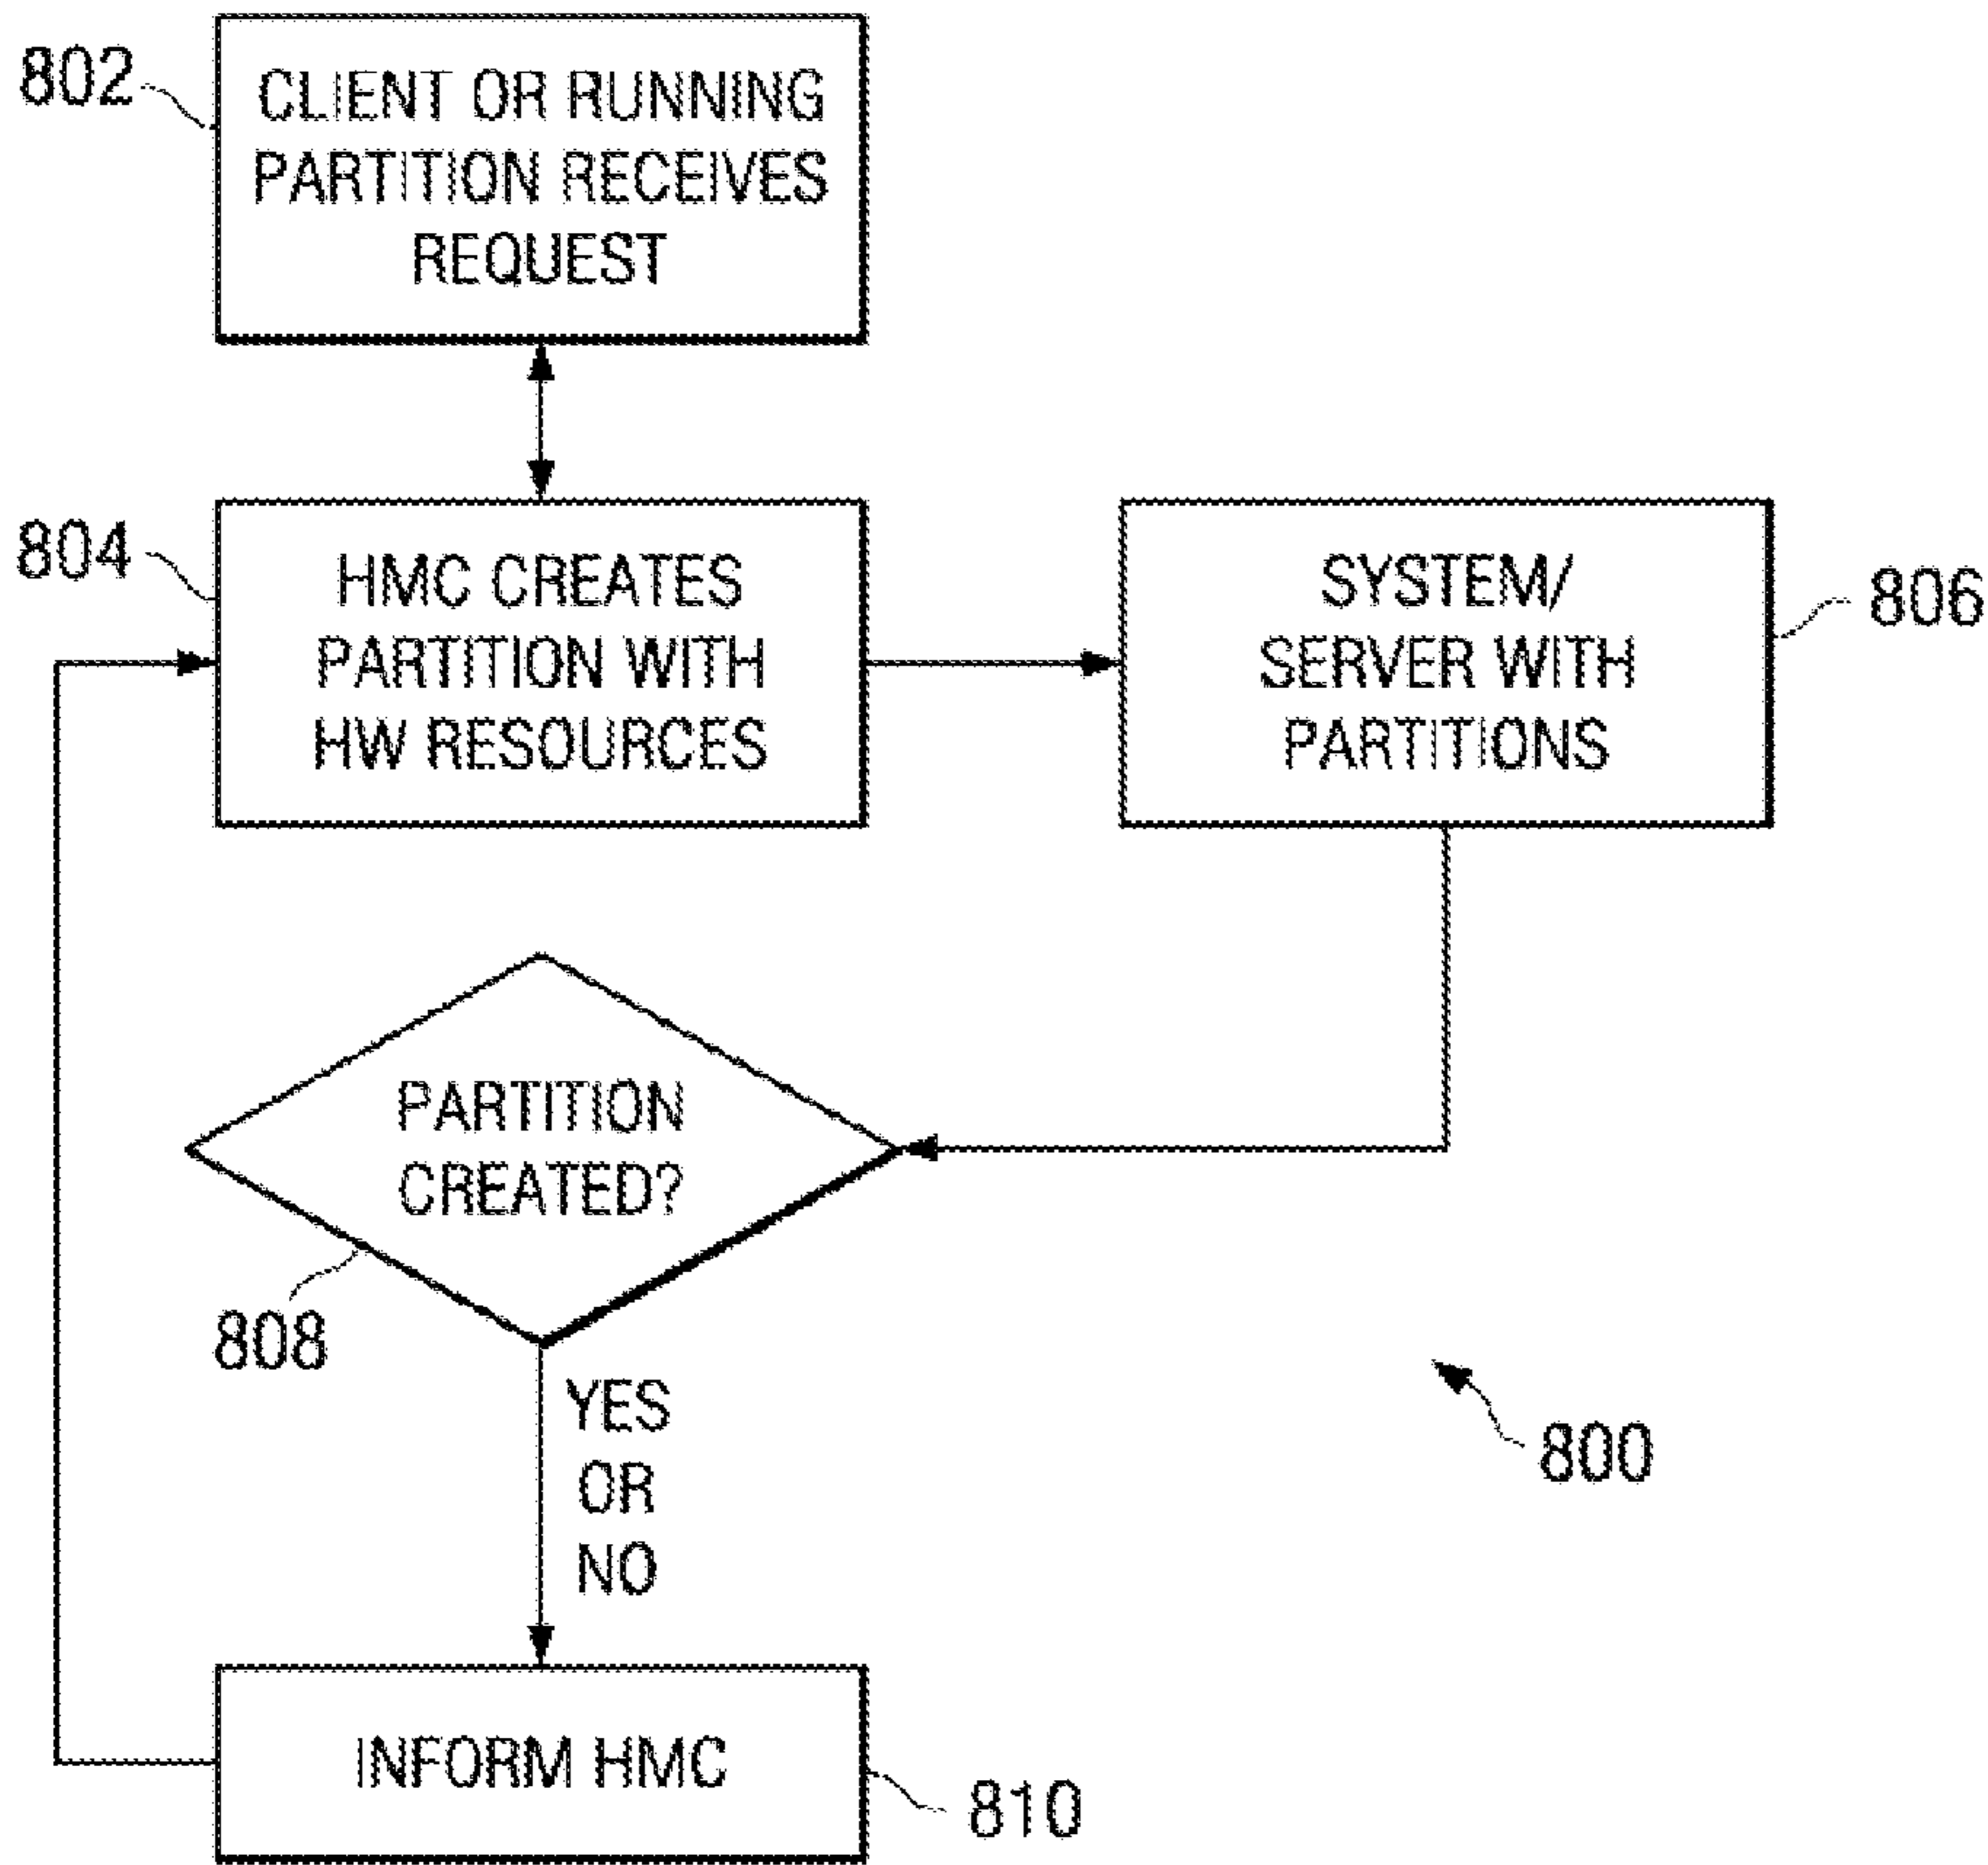 802
CLIENT OR RUNNING
PARTITION RECEIVES
REQUEST
804
HMC CREATES
PARTITION WITH
HW RESOURCES
SYSTEM/
SERVER WITH
PARTITIONS
806
PARTITION
CREATED?
808
YES
OR
NO
800
INFORM HMC
810